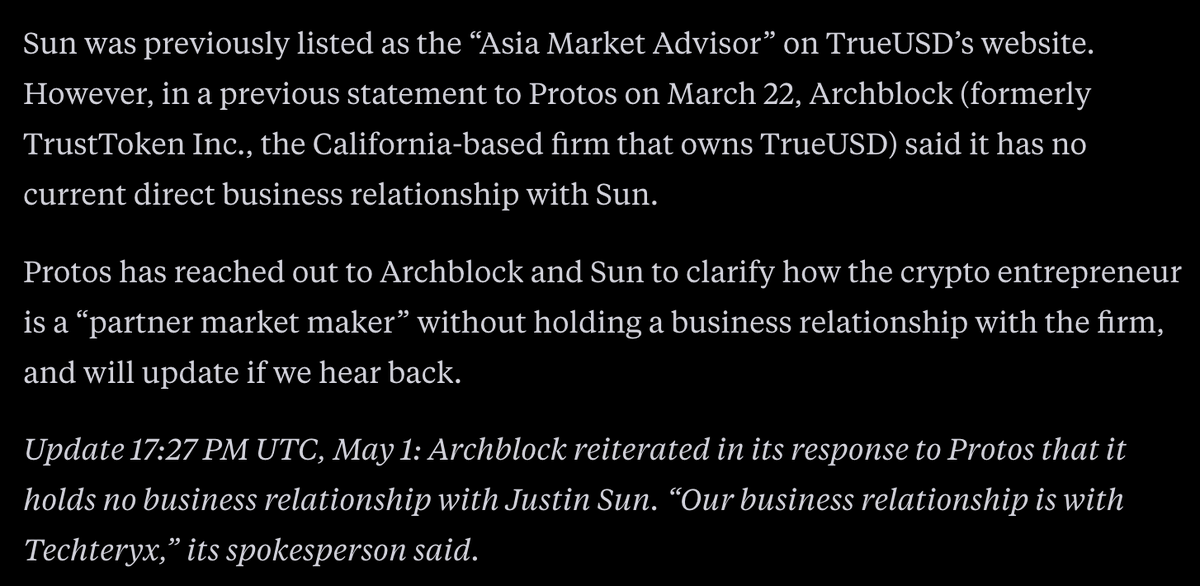 Sun was previously listed as the “Asia Market Advisor” on TrueUSD’s website.
However, in a previous statement to Protos on March 22, Archblock (formerly
TrustToken Inc., the California-based firm that owns TrueUSD) said it has no
current direct business relationship with Sun.
Protos has reached out to Archblock and Sun to clarify how the crypto entrepreneur
is a “partner market maker” without holding a business relationship with the firm,
and will update if we hear back.
Update 17:27 PM UTC, May 1: Archblock reiterated in its response to Protos that it
holds no business relationship with Justin Sun. “Our business relationship is with
Techteryx,” its spokesperson said.